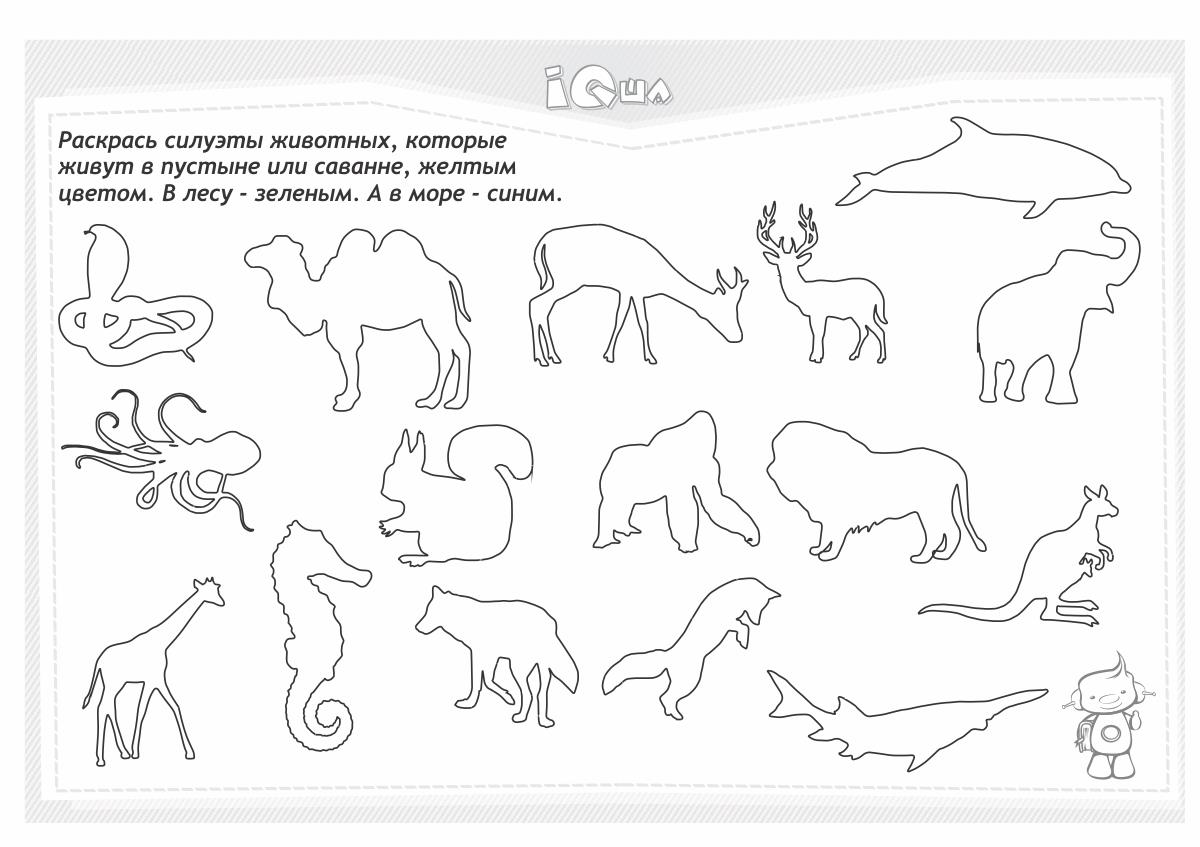 iQша
Раскрась силуэты животных, которые
живут в пустыне или саванне, желтым
цветом. В лесу - зеленым. А в море - синим.